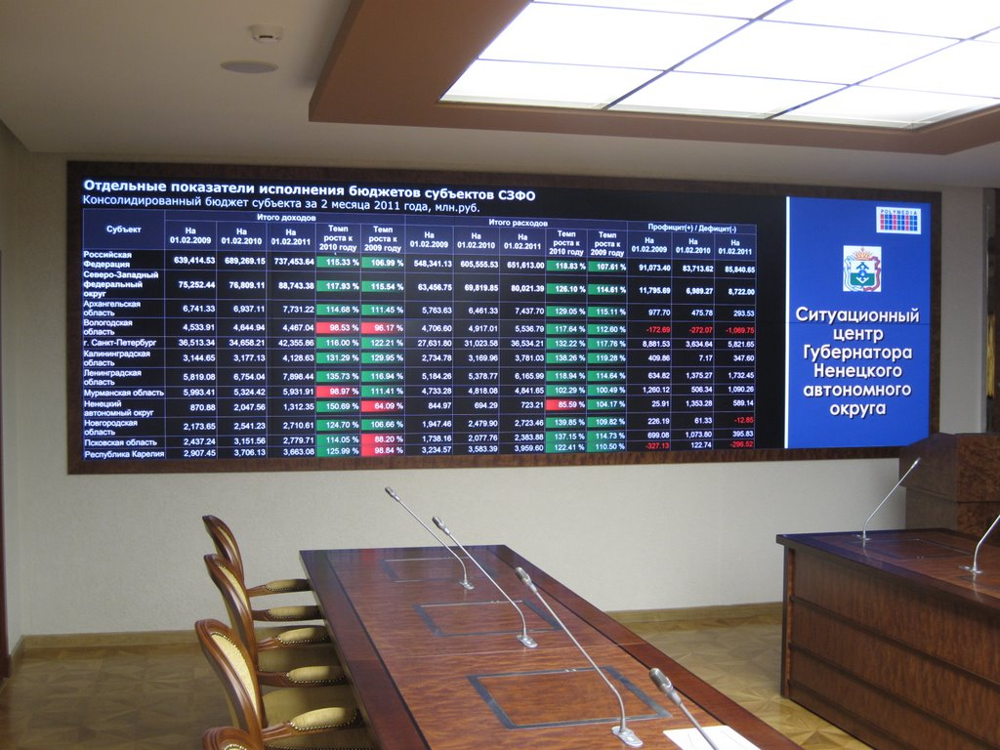 Отдельные показатели исполнения бюджетов субъектов СЗФО
Консолидированный бюджет субъекта за 2 месяца 2011 года, млн.руб.
Субъект Итого доходов Итого расходов Профицит(+) / Дефицит(-)
На 01.02.2009 На 01.02.2010 На 01.02.2011 Темп роста к 2010 году Темп роста к 2009 году На 01.02.2009 На 01.02.2010 На 01.02.2011 Темп роста к 2010 году Темп роста к 2009 году На 01.02.2009 На 01.02.2010 На 01.02.2011
Российская Федерация 639,414.53 689,269.15 737,453.64 115.33 % 106.99 % 548,341.13 605,555.53 651,613.00 118.83 % 107.61 % 91,073.40 83,713.62 85,840.65
Северо-Западный федеральный округ 75,252.44 76,809.11 88,743.38 117.93 % 115.54 % 63,456.75 69,819.85 80,021.39 126.10 % 114.61 % 11,795.69 6,989.27 8,722.00
Архангельская область 6,741.33 6,937.11 7,731.22 114.68 % 111.45 % 5,763.63 6,461.33 7,437.70 129.05 % 115.11 % 977.70 475.78 293.53
Вологодская область 4,533.91 4,644.94 4,467.04 98.53 % 96.17 % 4,706.60 4,917.01 5,536.79 117.64 % 112.60 % -172.69 -272.07 -1,069.75
г. Санкт-Петербург 36,513.34 34,658.21 42,355.86 116.00 % 122.21 % 27,631.80 31,023.58 36,534.21 132.22 % 117.76 % 8,881.53 3,634.64 5,821.65
Калининградская область 3,144.65 3,177.13 4,128.63 131.29 % 129.95 % 2,734.78 3,169.96 3,781.03 138.26 % 119.28 % 409.86 7.17 347.60
Ленинградская область 5,819.08 6,754.04 7,898.44 135.73 % 116.94 % 5,184.26 5,378.77 6,165.99 118.94 % 114.64 % 634.82 1,375.27 1,732.45
Мурманская область 5,993.41 5,324.42 5,931.91 98.97 % 111.41 % 4,733.28 4,818.08 4,841.65 102.29 % 100.49 % 1,260.12 506.34 1,090.26
Ненецкий автономный округ 870.88 2,047.56 1,312.35 150.69 % 64.09 % 844.97 694.29 723.21 85.59 % 104.17 % 25.91 1,353.28 589.14
Новгородская область 2,173.65 2,541.23 2,710.61 124.70 % 106.66 % 1,947.46 2,479.90 2,723.46 139.85 % 109.82 % 226.19 61.33 -12.85
Псковская область 2,437.24 3,151.56 2,779.71 114.05 % 88.20 % 1,738.16 2,077.76 2,383.88 137.15 % 114.73 % 699.08 1,073.80 395.83
Республика Карелия 2,907.45 3,706.13 3,663.08 125.99 % 98.84 % 3,234.57 3,583.39 3,959.60 122.41 % 110.50 % -327.13 122.74 -296.52
POLYMEDIA
Ситуационный
центр
Губернатора
Ненецкого
автономного
округа